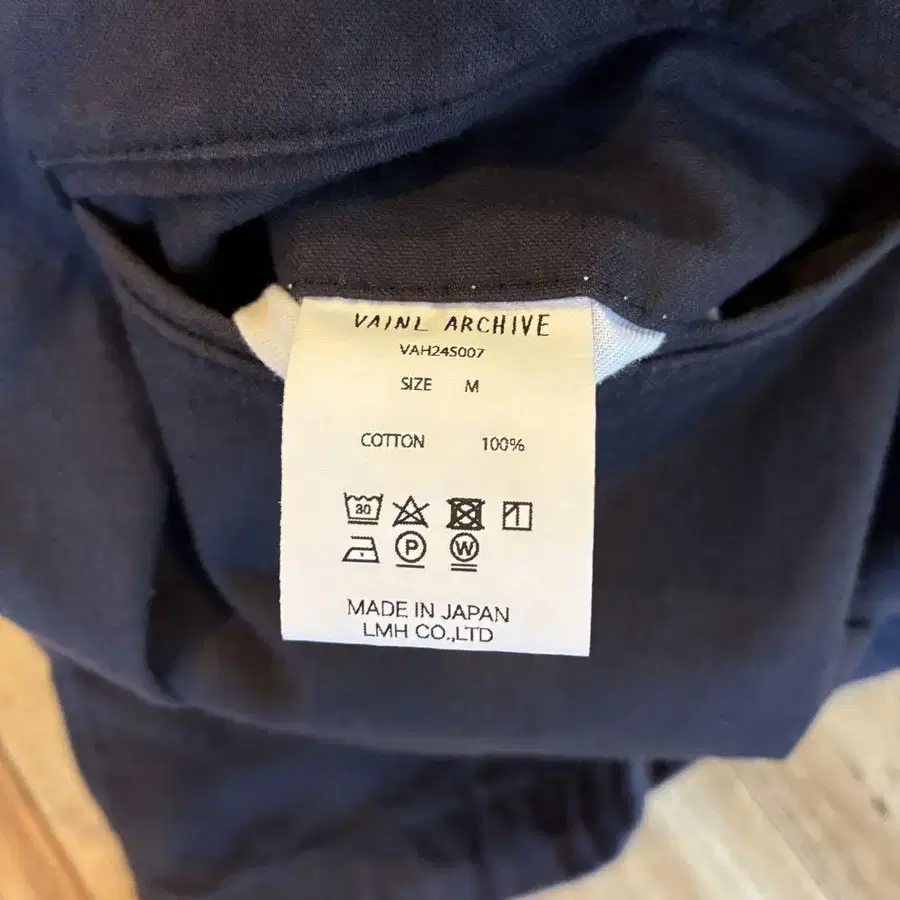 VAINL ARCHIVE
VAH24S007
SIZE M
COTTON 100%
30
P W
MADE IN JAPAN
LMH CO.,LTD